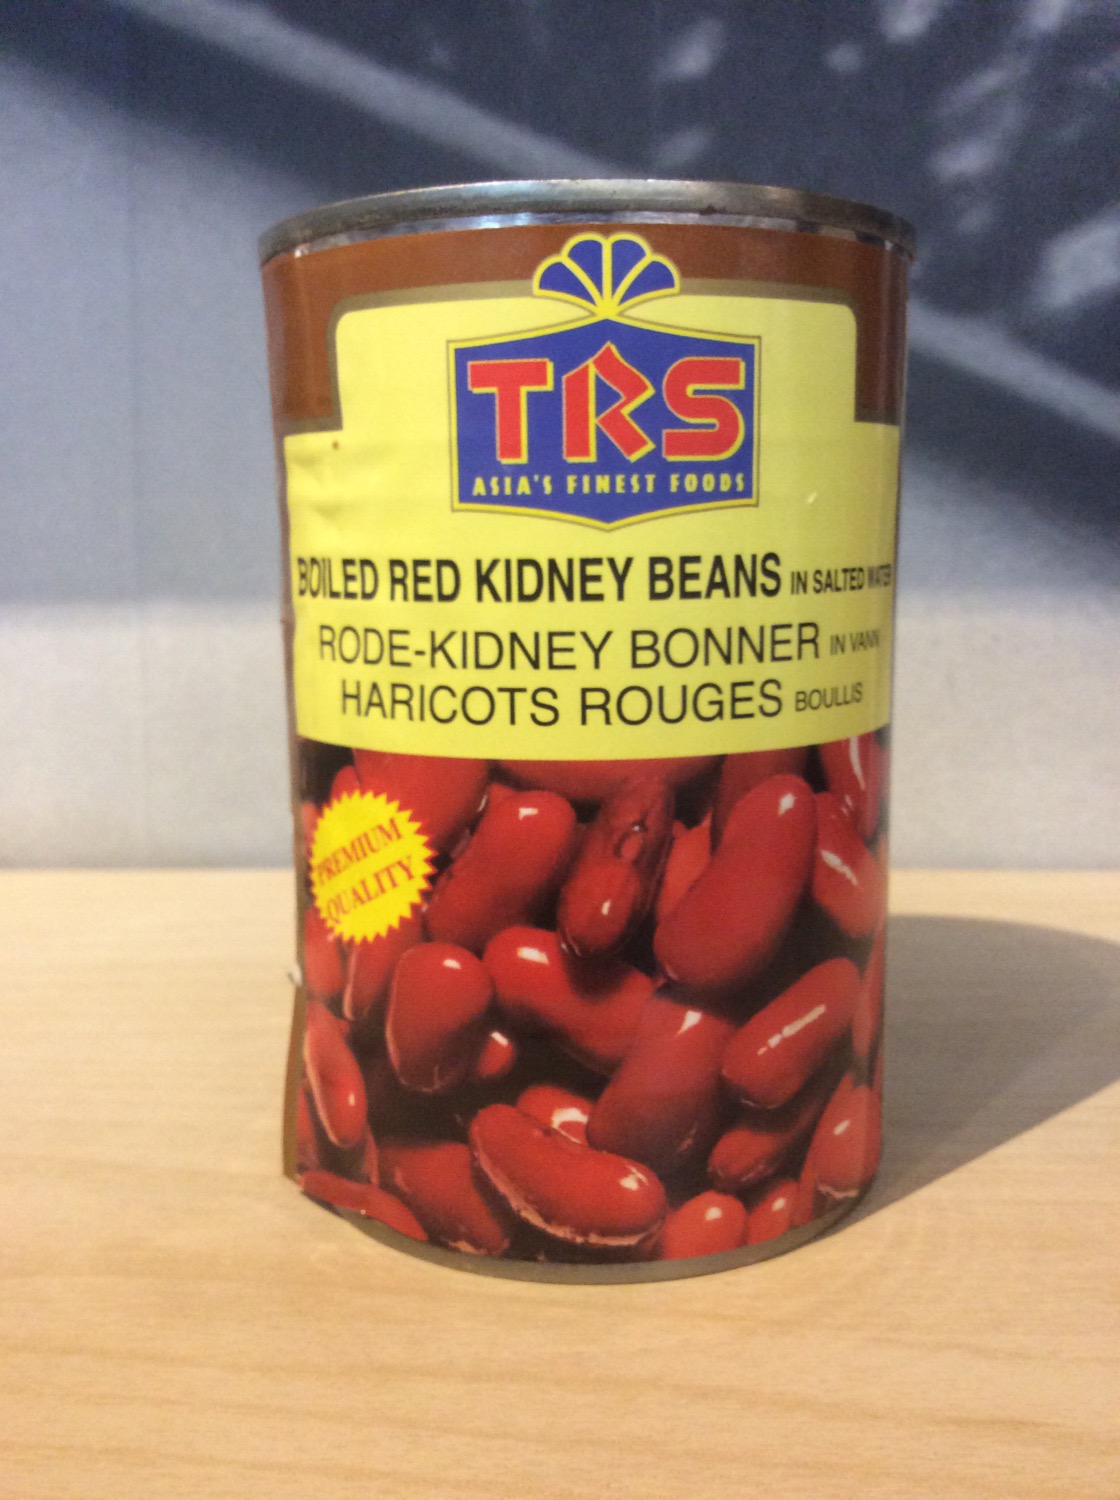 TRS
ASIA'S FINEST FOODS
BOILED RED KIDNEY BEANS IN SALTED WATER
RODE-KIDNEY BONNER IN VANN
HARICOTS ROUGES BOULLIS
PREMIUM
QUALITY